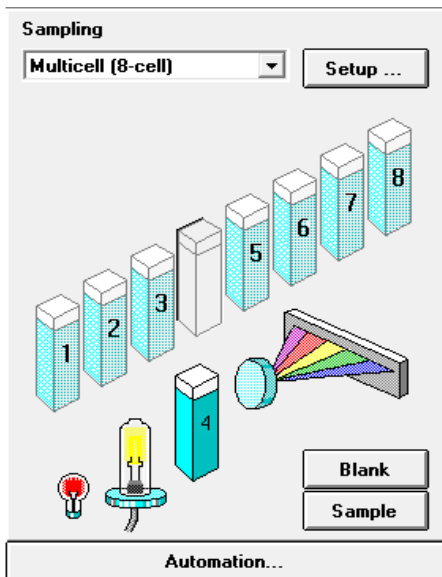 Sampling
Multicell (8-cell)
Setup ...
8
7
6
5
3
2
1
4
Blank
Sample
Automation...